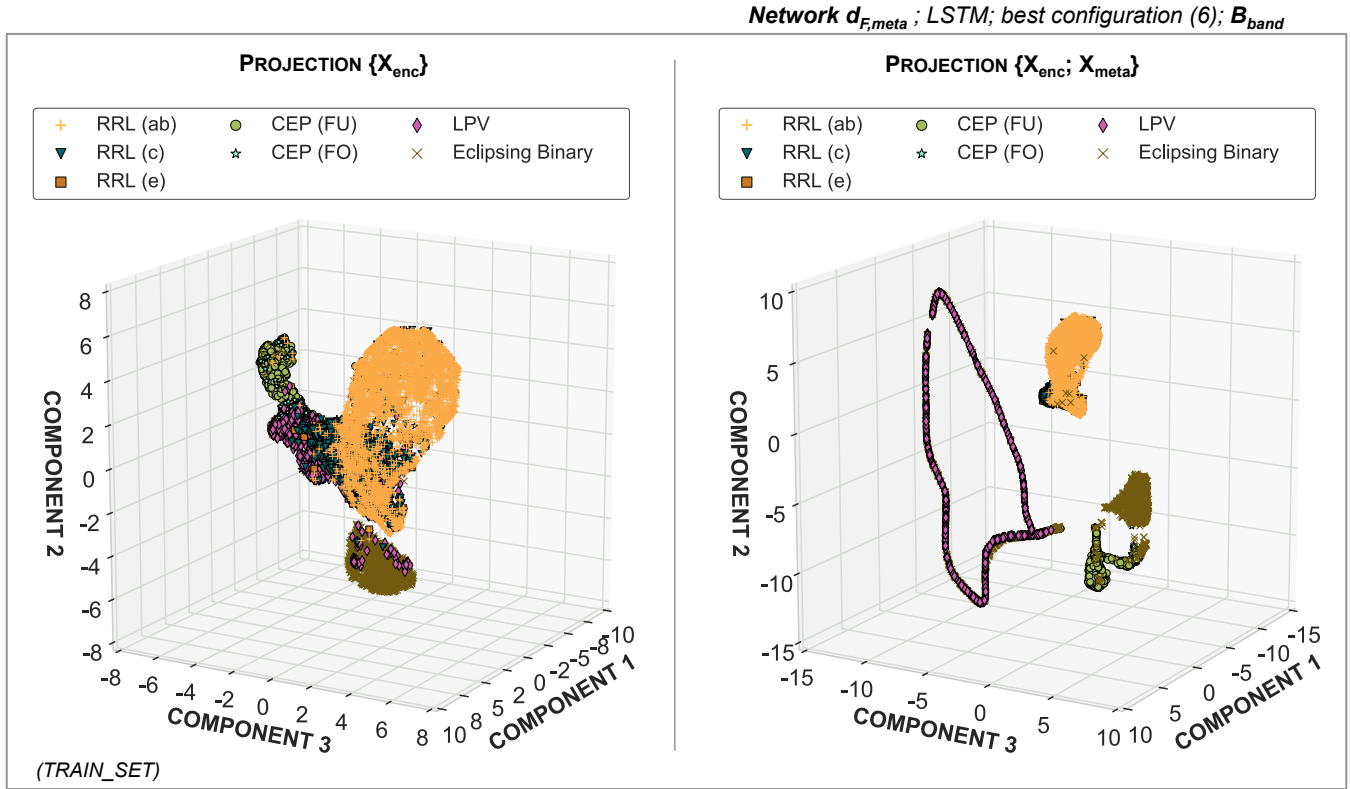 Network d_F,meta ; LSTM; best configuration (6); B_band
PROJECTION {X_enc}
RRL (ab) CEP (FU) LPV
RRL (c) CEP (FO) Eclipsing Binary
RRL (e)
8
6
4
2
0
-2
-4
-6
-8
COMPONENT 2
-8 -6 -4 -2 0 2 4 6 8
COMPONENT 3
10 8 5 2 0 -2 -5 -8 -10
COMPONENT 1
(TRAIN_SET)
PROJECTION {X_enc; X_meta}
RRL (ab) CEP (FU) LPV
RRL (c) CEP (FO) Eclipsing Binary
RRL (e)
10
5
0
-5
-10
-15
COMPONENT 2
-15 -10 -5 0 5 10
COMPONENT 3
10 5 0 -5 -10 -15
COMPONENT 1